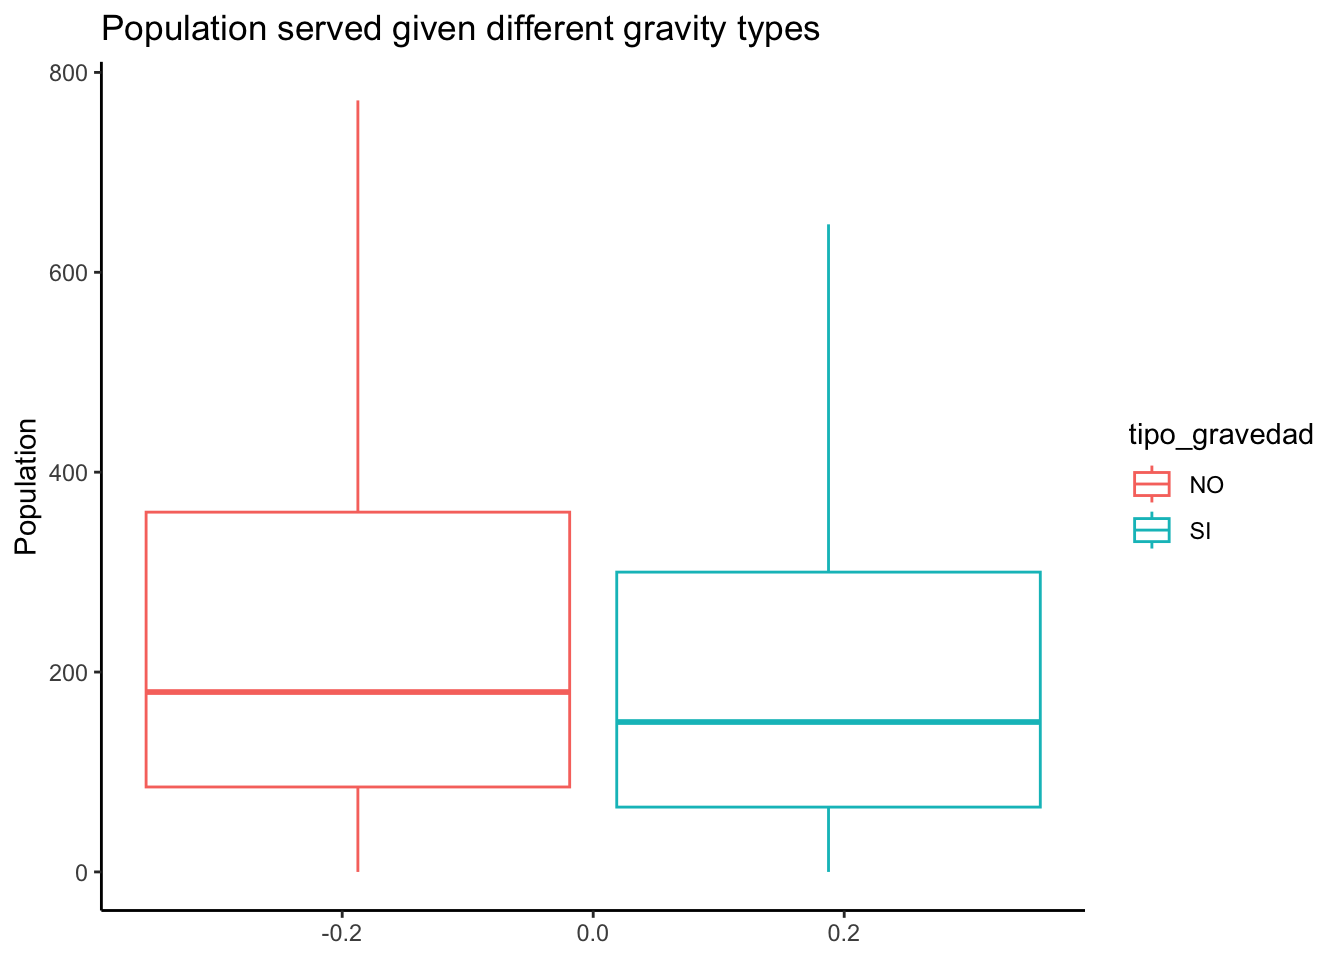 Population served given different gravity types
800
600
400
200
0
Population
-0.2
0.0
0.2
tipo_gravedad
NO
SI